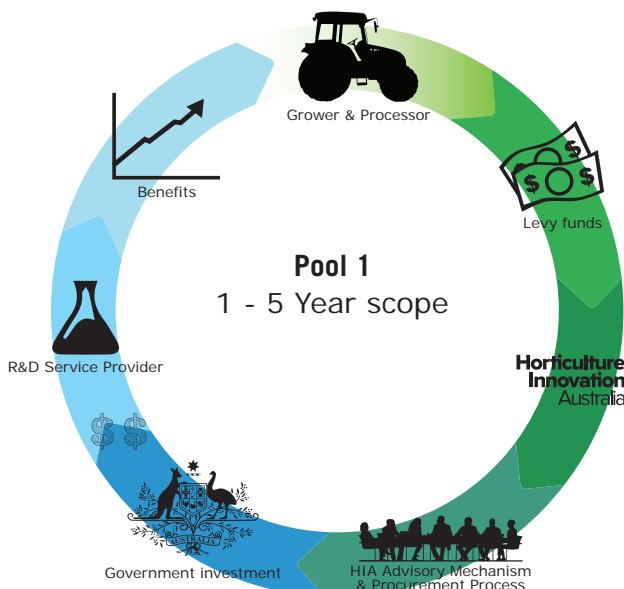 Grower & Processor
$
$ $
Levy funds
Benefits
Pool 1
1 - 5 Year scope
Horticulture
Innovation
Australia
R&D Service Provider
$ $
AUSTRALIA
Government investment
HIA Advisory Mechanism
& Procurement Process